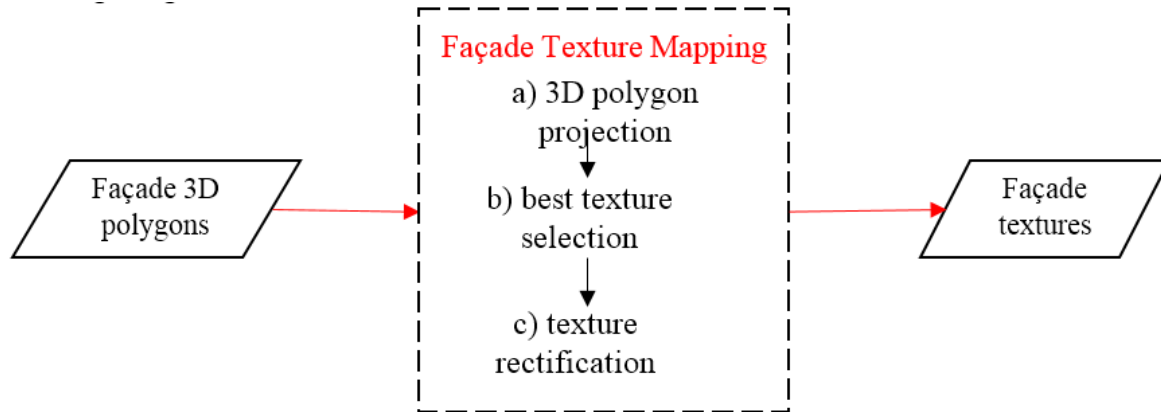 Façade Texture Mapping
a) 3D polygon
projection
b) best texture
selection
c) texture
rectification
Façade 3D
polygons
Façade
textures